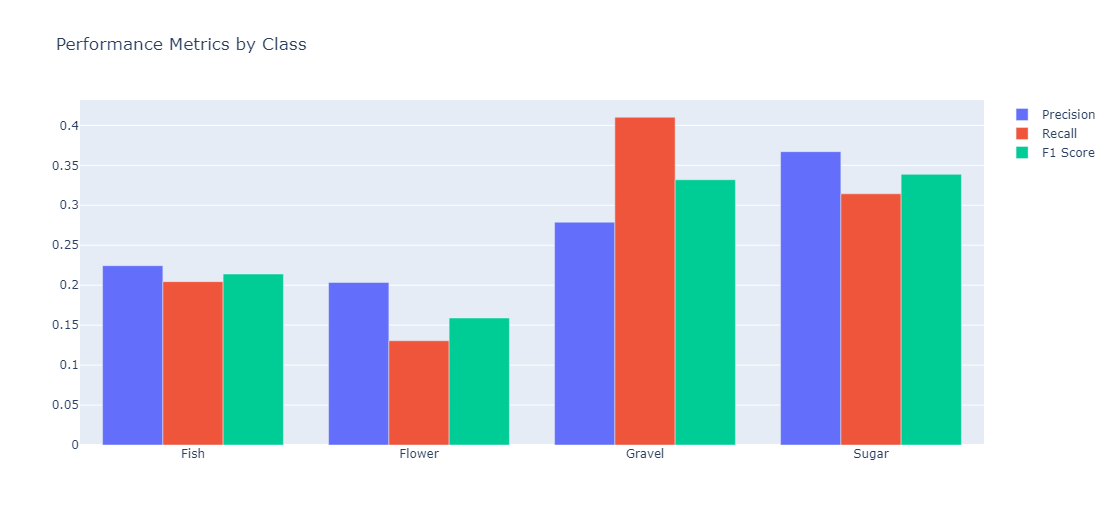 Performance Metrics by Class
Precision
Recall
F1 Score
0.4
0.35
0.3
0.25
0.2
0.15
0.1
0.05
0
Fish Flower Gravel Sugar